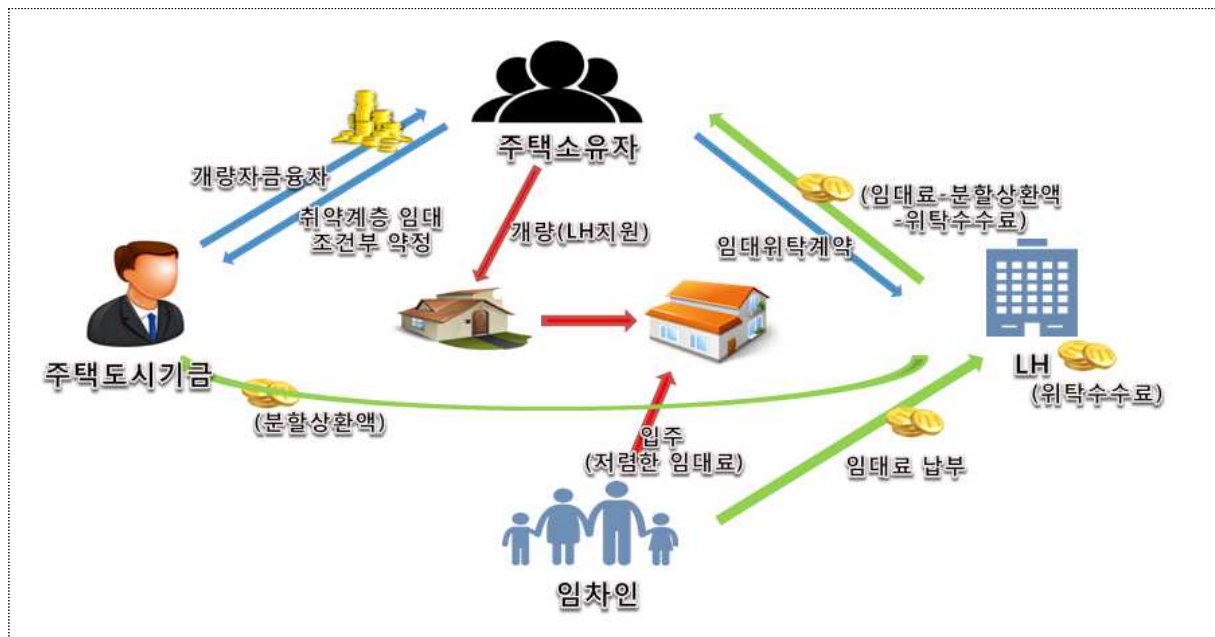 주택소유자
개량자금융자
취약계층 임대
조건부 약정
개량(LH지원)
(임대료-분할상환액
-위탁수수료)
임대위탁계약
주택도시기금
LH
(위탁수수료)
(분할상환액)
입주
(저렴한 임대료)
임대료 납부
임차인